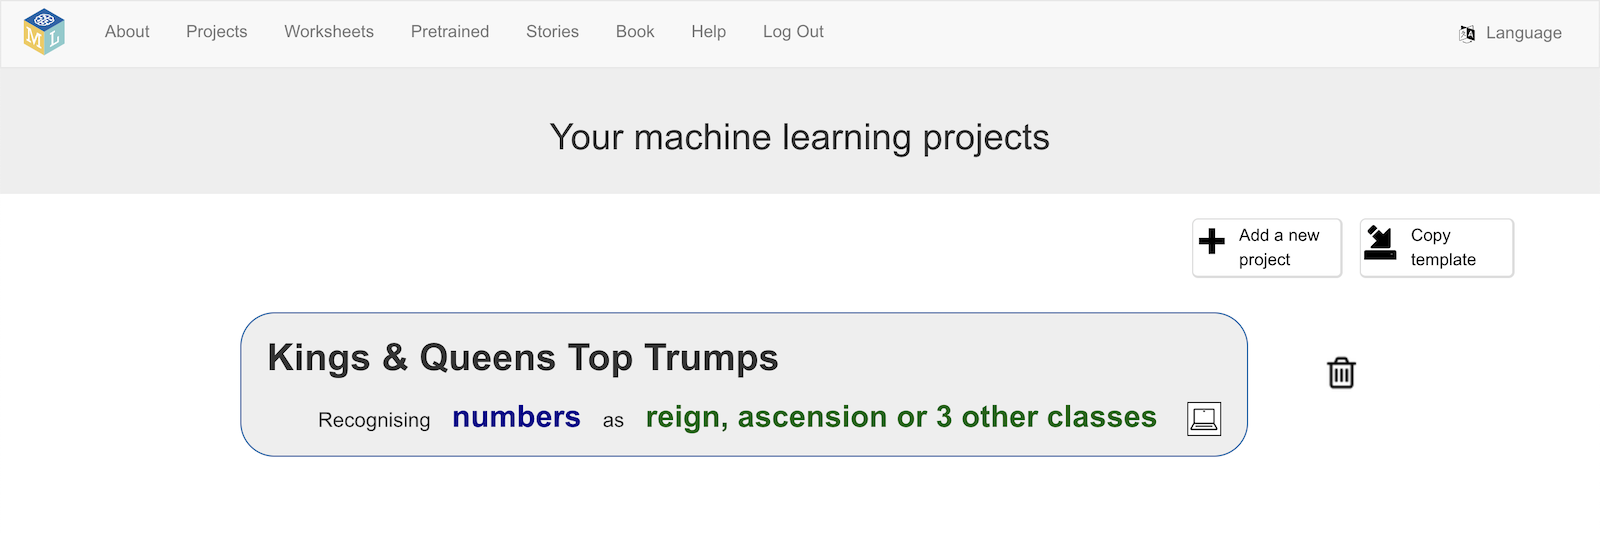 M L
About Projects Worksheets Pretrained Stories Book Help Log Out Language
Your machine learning projects
Add a new
project
Copy
template
Kings & Queens Top Trumps
Recognising numbers as reign, ascension or 3 other classes